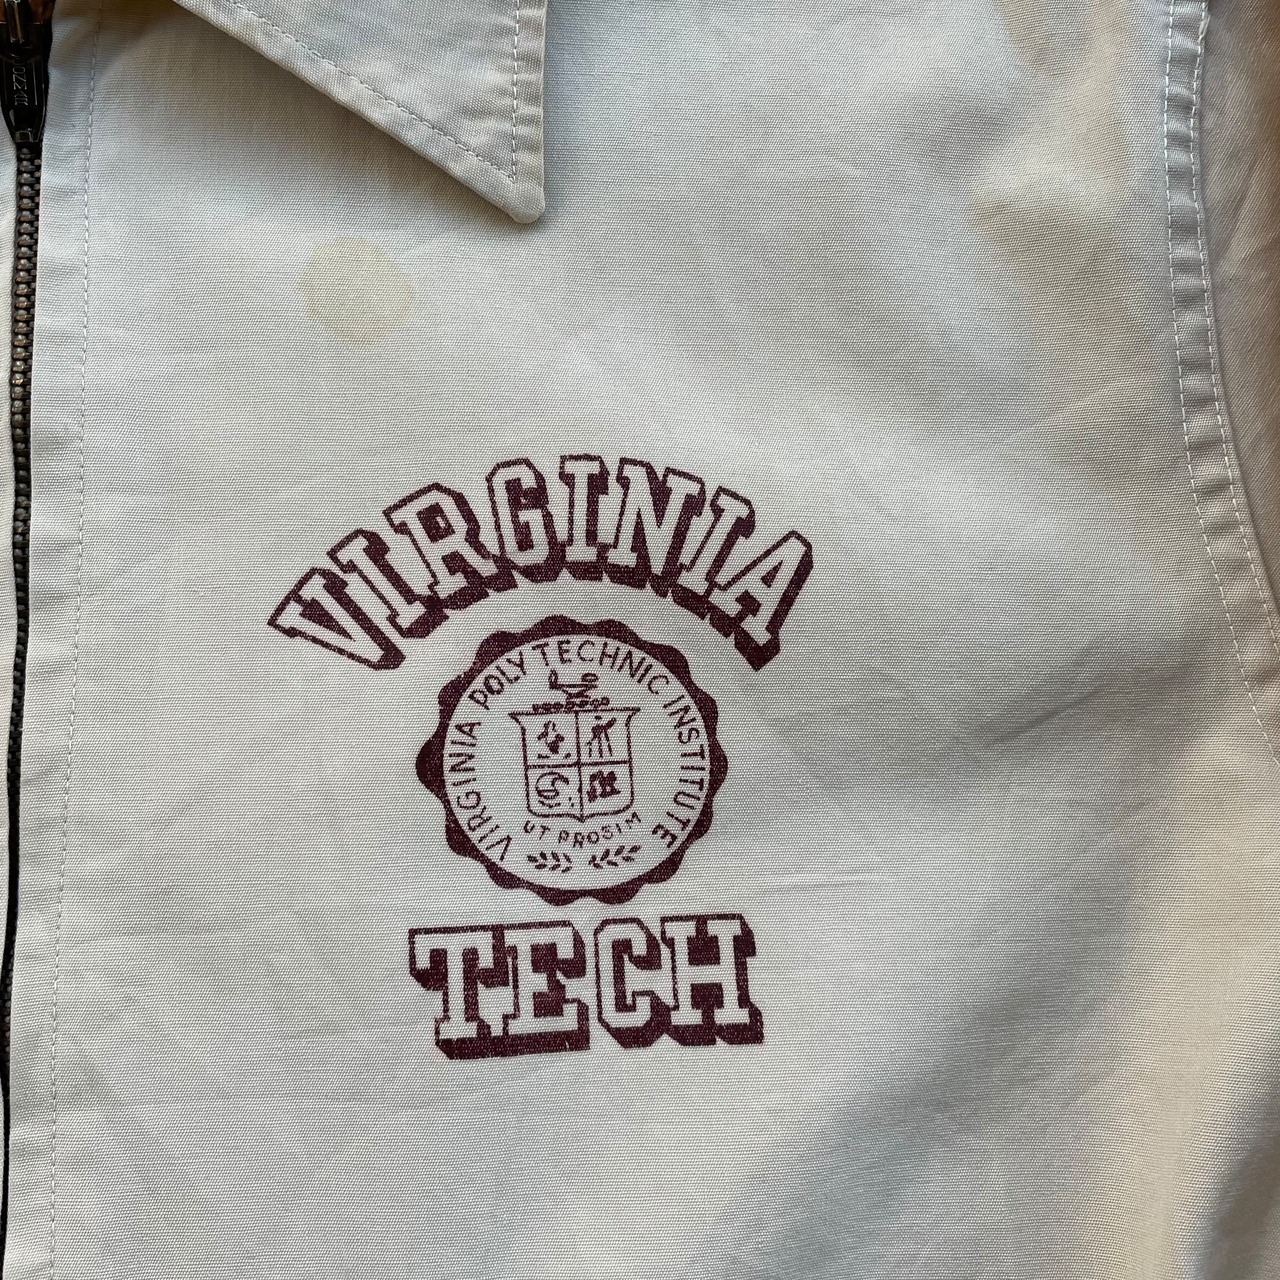 VIRGINIA
VIRGINIA POLYTECHNIC INSTITUTE
UT PROSIM
TECH